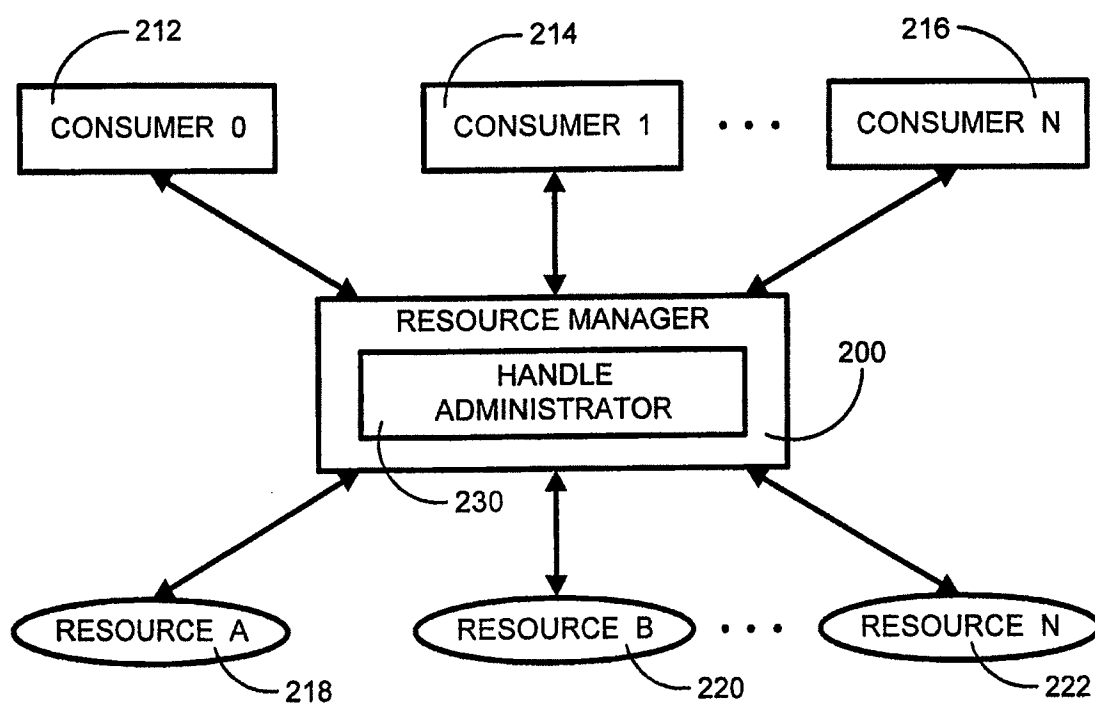 212
214
216
CONSUMER 0
CONSUMER 1
• • •
CONSUMER N
RESOURCE MANAGER
HANDLE
ADMINISTRATOR
200
230
RESOURCE A
RESOURCE B
• • •
RESOURCE N
218
220
222